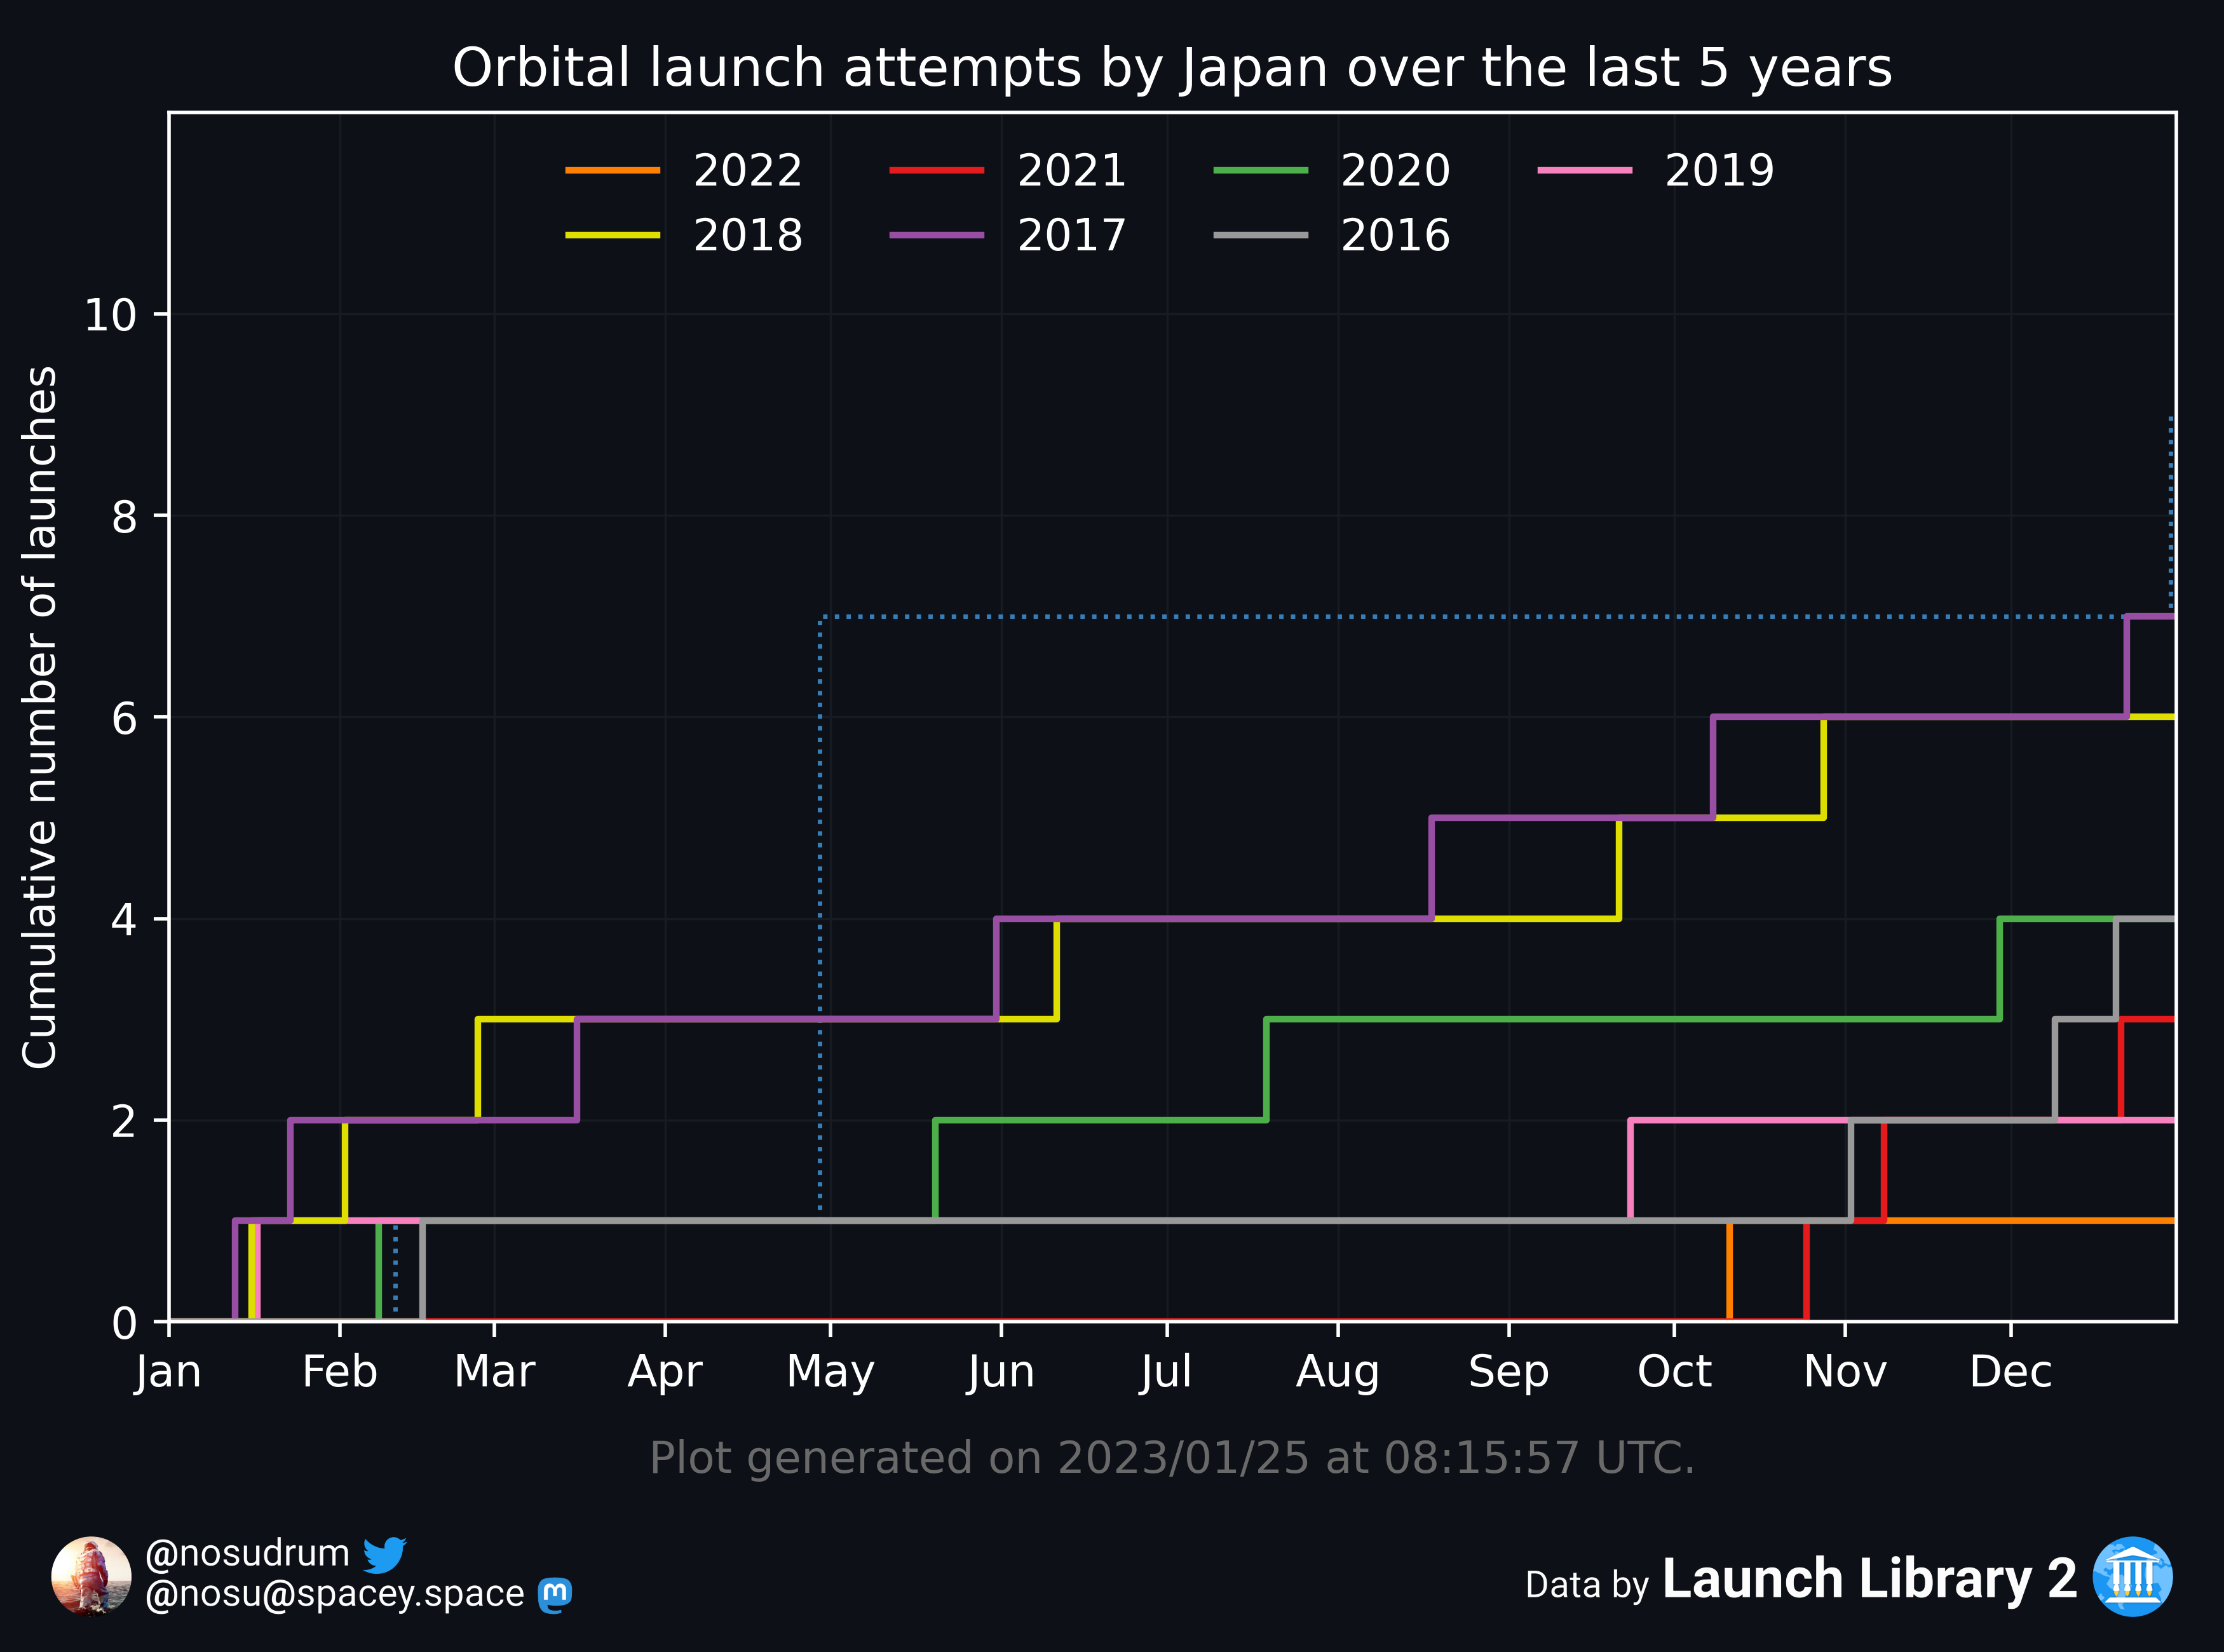 Orbital launch attempts by Japan over the last 5 years
2022 2021 2020 2019
2018 2017 2016
Cumulative number of launches
10
8
6
4
2
0
Jan Feb Mar Apr May Jun Jul Aug Sep Oct Nov Dec
Plot generated on 2023/01/25 at 08:15:57 UTC.
@nosudrum
@nosu@spacey.space
Data by Launch Library 2